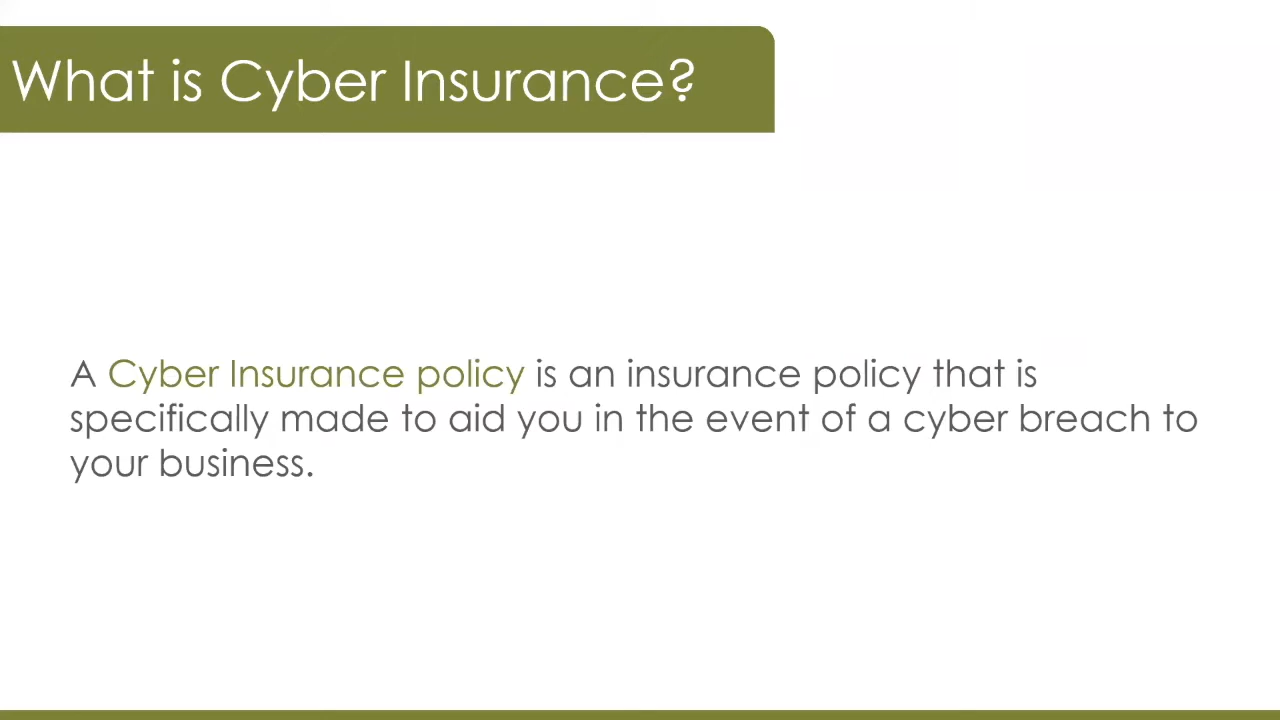 What is Cyber Insurance?
A Cyber Insurance policy is an insurance policy that is
specifically made to aid you in the event of a cyber breach to
your business.